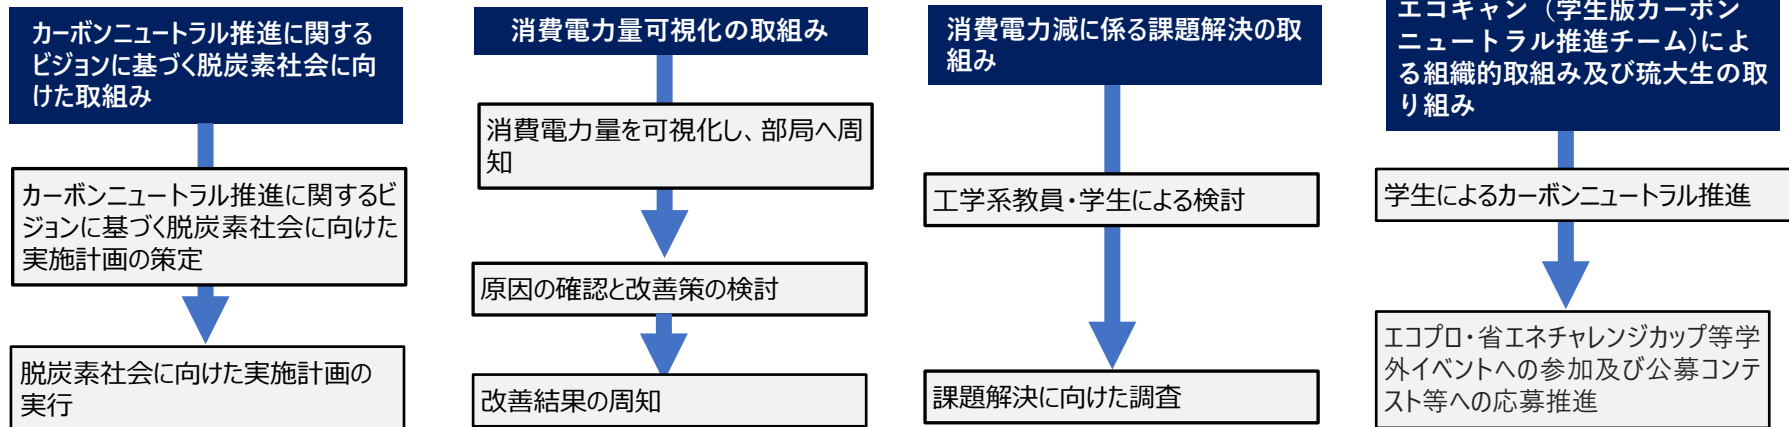 カーボンニュートラル推進に関する
ビジョンに基づく脱炭素社会に向
けた取組み
カーボンニュートラル推進に関するビ
ジョンに基づく脱炭素社会に向けた
実施計画の策定
脱炭素社会に向けた実施計画の
実行
消費電力量可視化の取組み
消費電力量を可視化し、部局へ周
知
原因の確認と改善策の検討
改善結果の周知
消費電力減に係る課題解決の取
組み
工学系教員・学生による検討
課題解決に向けた調査
エコキャン（学生版カーボン
ニュートラル推進チーム)によ
る組織的取組み及び琉大生の取
り組み
学生によるカーボンニュートラル推進
エコプロ・省エネチャレンジカップ等学
外イベントへの参加及び公募コンテ
スト等への応募推進